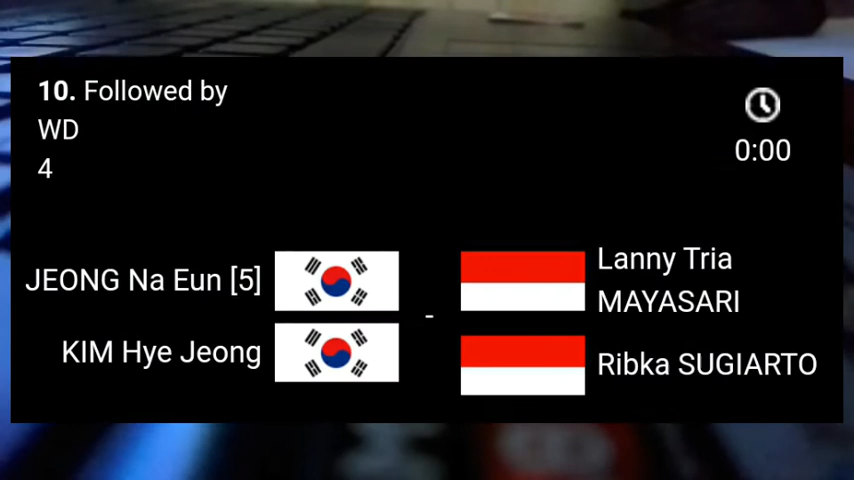 10. Followed by
WD
4
0:00
JEONG Na Eun [5]
KIM Hye Jeong
-
Lanny Tria
MAYASARI
Ribka SUGIARTO